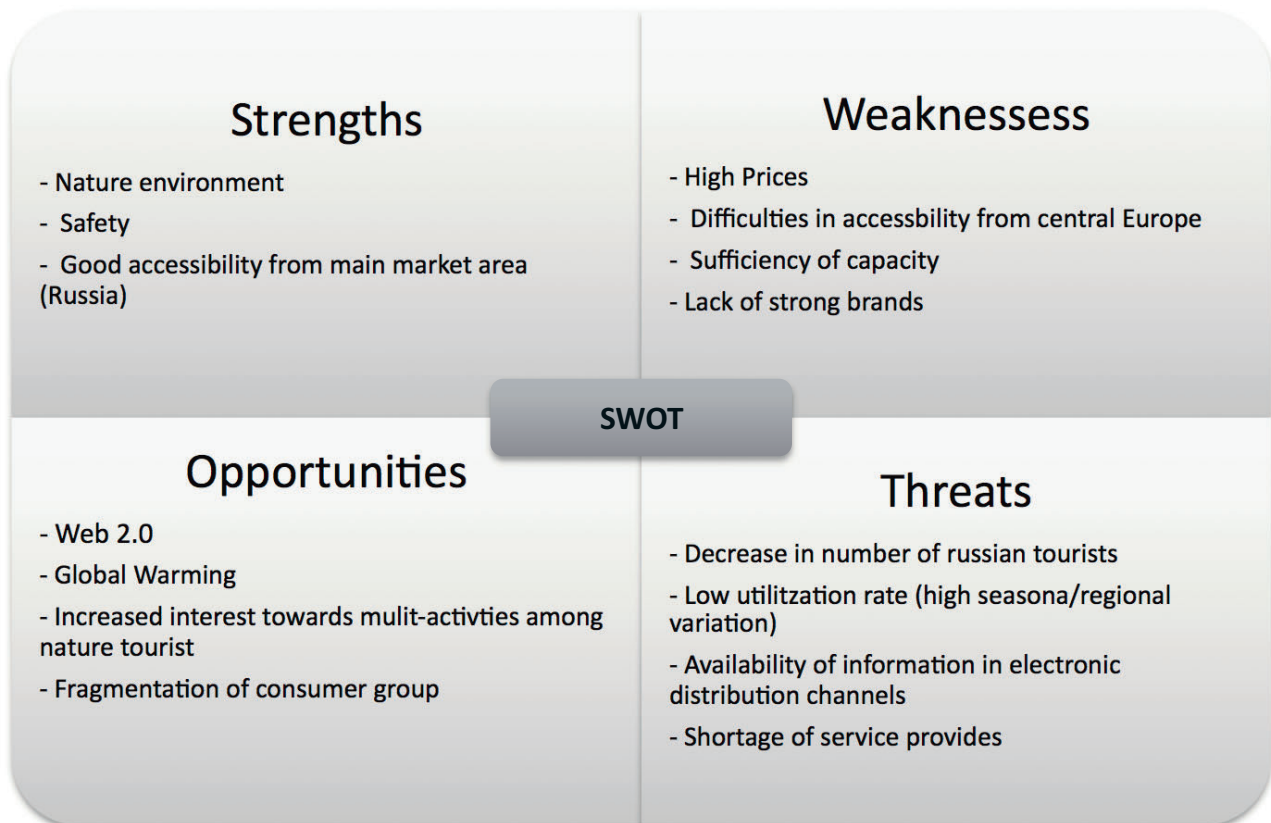 Strengths
- Nature environment
- Safety
- Good accessibility from main market area
(Russia)
Weaknessess
- High Prices
- Difficulties in accessbility from central Europe
- Sufficiency of capacity
- Lack of strong brands
SWOT
Opportunities
- Web 2.0
- Global Warming
- Increased interest towards mulit-activties among
nature tourist
- Fragmentation of consumer group
Threats
- Decrease in number of russian tourists
- Low utilitzation rate (high seasona/regional
variation)
- Availability of information in electronic
distribution channels
- Shortage of service provides